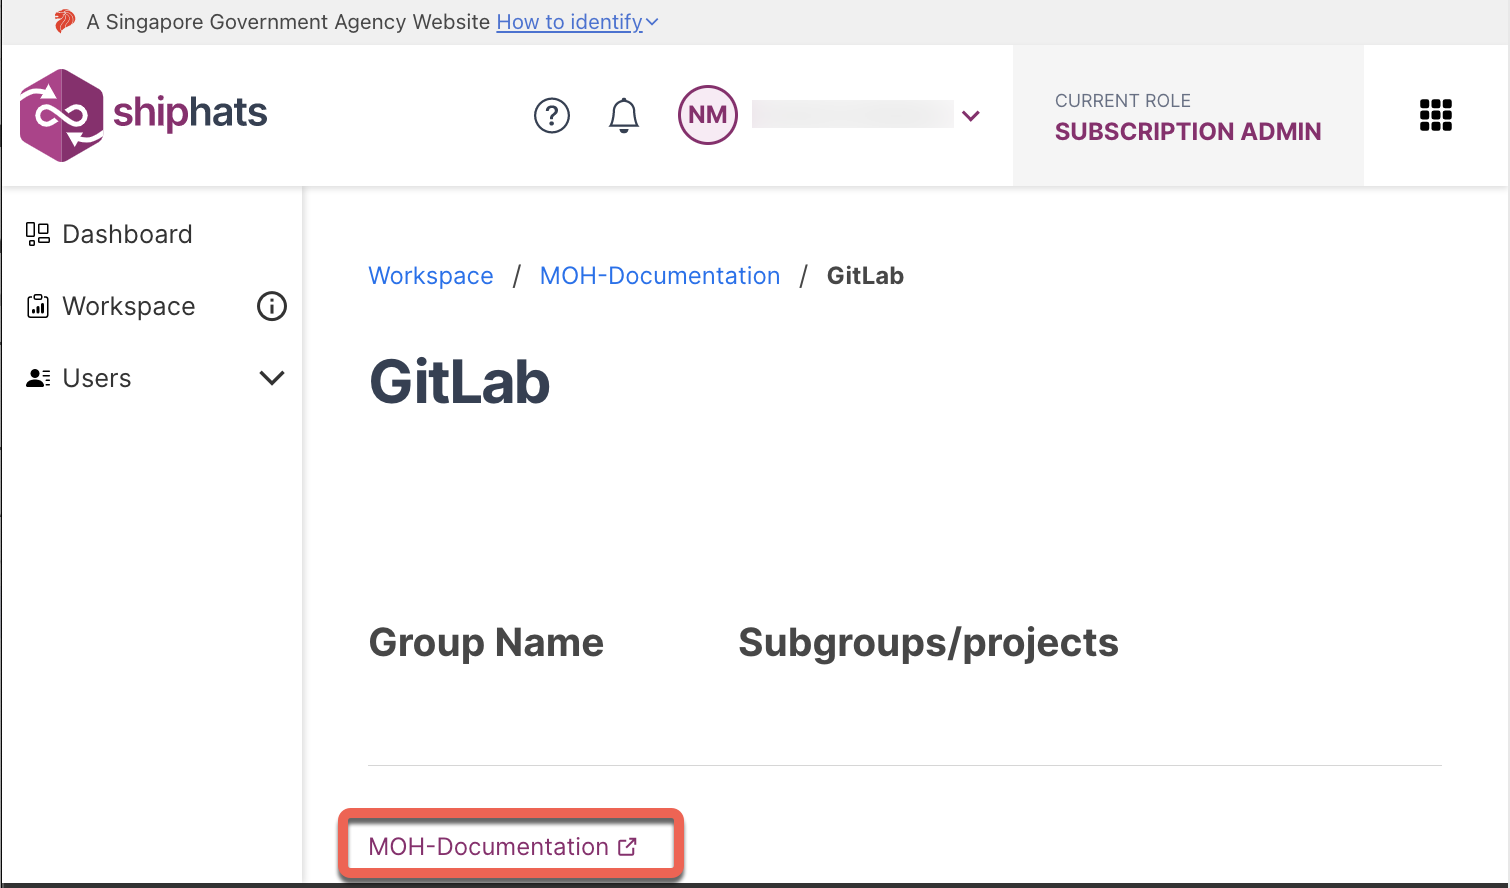 A Singapore Government Agency Website How to identify
shiphats
?
NM
CURRENT ROLE
SUBSCRIPTION ADMIN
Dashboard
Workspace
Users
Workspace / MOH-Documentation / GitLab
GitLab
Group Name Subgroups/projects
MOH-Documentation